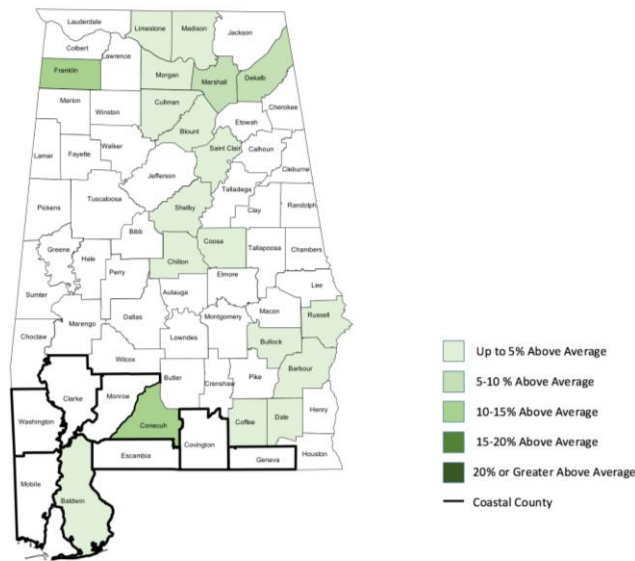 Lauderdale
Limestone
Madison
Jackson
Colbert
Lawrence
Franklin
Morgan
Marshall
Dekalb
Marion
Winston
Cullman
Cherokee
Etowah
Blount
Lamar
Fayette
Walker
Saint Clair
Calhoun
Cleburne
Jefferson
Talladega
Pickens
Tuscaloosa
Shelby
Clay
Randolph
Bibb
Greene
Hale
Perry
Chilton
Coosa
Tallapoosa
Chambers
Elmore
Lee
Sumter
Autauga
Marengo
Dallas
Lowndes
Montgomery
Macon
Russell
Choctaw
Bullock
Wilcox
Butler
Crenshaw
Pike
Barbour
Clarke
Monroe
Washington
Conecuh
Coffee
Dale
Henry
Covington
Escambia
Geneva
Houston
Mobile
Baldwin
Up to 5% Above Average
5-10 % Above Average
10-15% Above Average
15-20% Above Average
20% or Greater Above Average
Coastal County